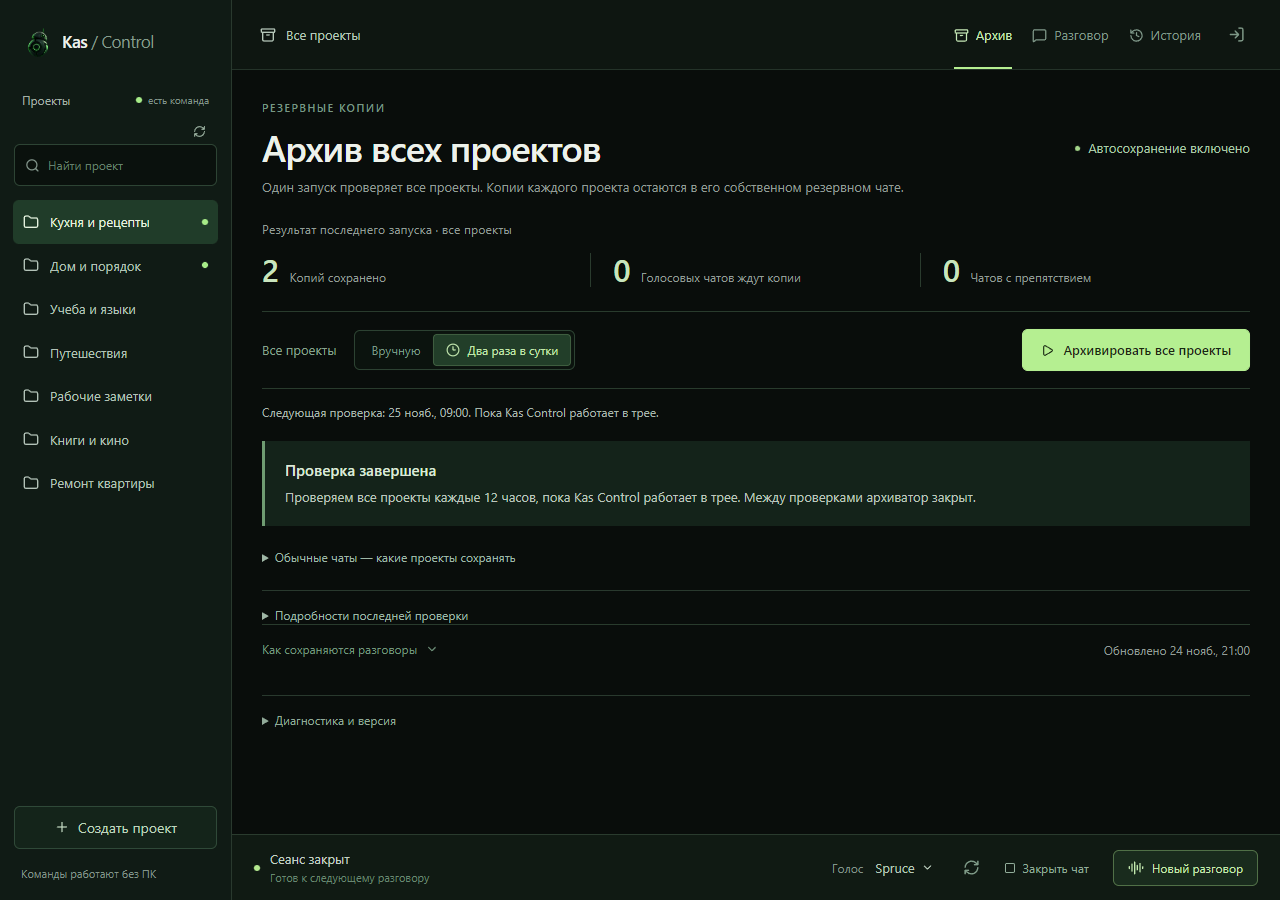 Kas / Control
Проекты
есть команда
Найти проект
Кухня и рецепты
Дом и порядок
Учеба и языки
Путешествия
Рабочие заметки
Книги и кино
Ремонт квартиры
Создать проект
Команды работают без ПК
Все проекты
Архив
Разговор
История
РЕЗЕРВНЫЕ КОПИИ
Архив всех проектов
Автосохранение включено
Один запуск проверяет все проекты. Копии каждого проекта остаются в его собственном резервном чате.
Результат последнего запуска · все проекты
2 Копий сохранено
0 Голосовых чатов ждут копии
0 Чатов с препятствием
Все проекты
Вручную
Два раза в сутки
Архивировать все проекты
Следующая проверка: 25 нояб., 09:00. Пока Kas Control работает в трее.
Проверка завершена
Проверяем все проекты каждые 12 часов, пока Kas Control работает в трее. Между проверками архиватор закрыт.
Обычные чаты — какие проекты сохранять
Подробности последней проверки
Как сохраняются разговоры
Обновлено 24 нояб., 21:00
Диагностика и версия
Сеанс закрыт
Готов к следующему разговору
Голос
Spruce
Закрыть чат
Новый разговор